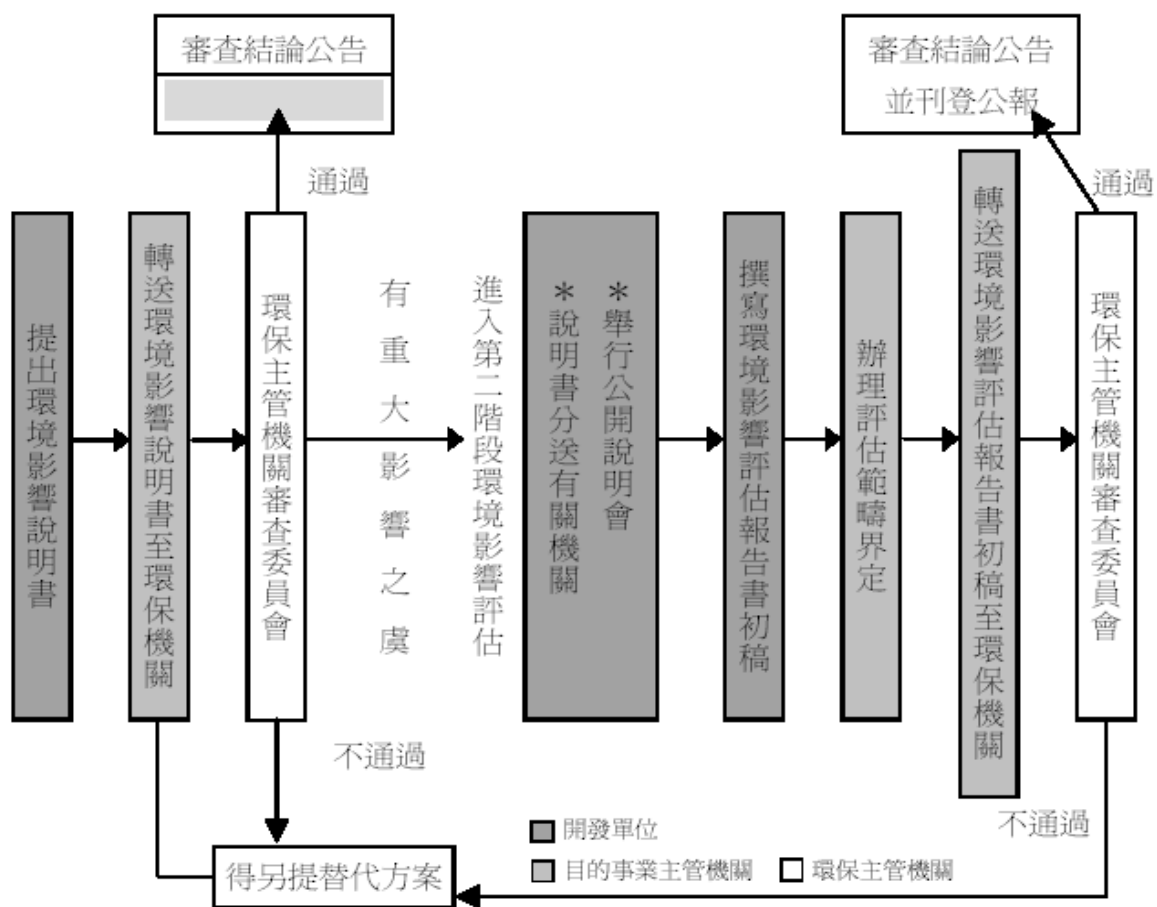 審查結論公告
審查結論公告
並刊登公報
通過
通過
提出環境影響說明書
轉送環境影響說明書至環保機關
環保主管機關審查委員會
有重大影響之虞
進入第二階段環境影響評估
＊舉行公開說明會
＊說明書分送有關機關
撰寫環境影響評估報告書初稿
辦理評估範疇界定
轉送環境影響評估報告書初稿至環保機關
環保主管機關審查委員會
不通過
不通過
得另提替代方案
開發單位
目的事業主管機關
環保主管機關